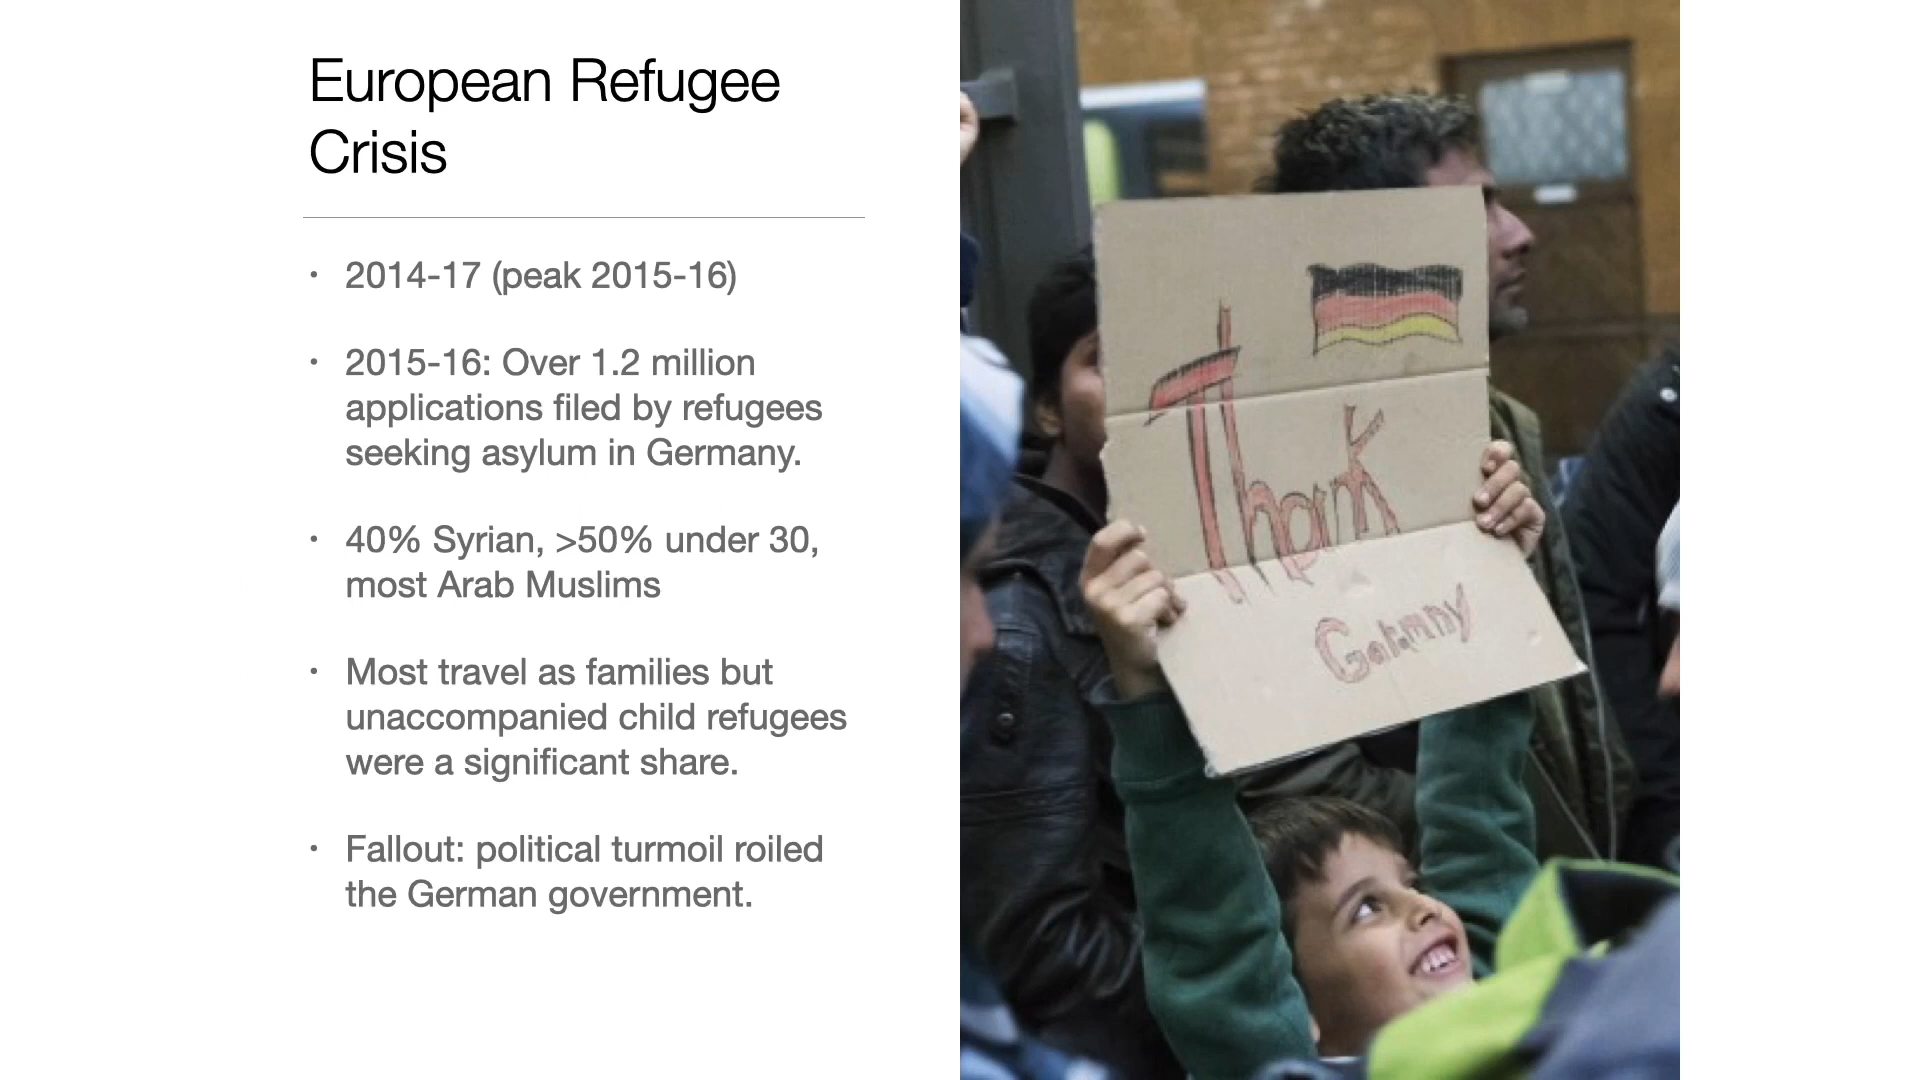 European Refugee
Crisis
• 2014-17 (peak 2015-16)
• 2015-16: Over 1.2 million
applications filed by refugees
seeking asylum in Germany.
• 40% Syrian, >50% under 30,
most Arab Muslims
• Most travel as families but
unaccompanied child refugees
were a significant share.
• Fallout: political turmoil roiled
the German government.
Thank
Galmny